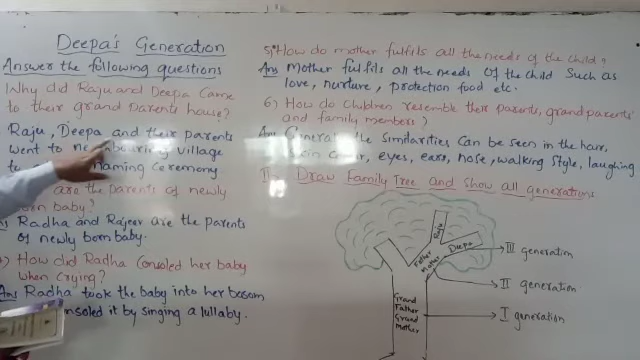 Deepa's Generation
Answer the following questions
Why did Raju and Deepa came
to their grand parents house?
Raju, Deepa and their parents
went to village
naming ceremony
are the parents of newly
born baby?
Radha and Rajeev are the parents
of newly born baby.
How did Radha consoled her baby
when crying?
Ans Radha took the baby into her bosom
consoled it by singing a lullaby.
5) How do mother fulfils all the needs of the child?
Ans Mother fulfils all the needs of the child such as
love, nurture, protection food etc.
6) How do children resemble their parents, grand parents
and family members?
Ans the similarities can be seen in the hair,
eyes, ears, nose, walking style, laughing
II Draw Family Tree and show all generations
Raju
Deepa
Father
Mother
Grand
Father
Grand
Mother
III generation
II generation
I generation